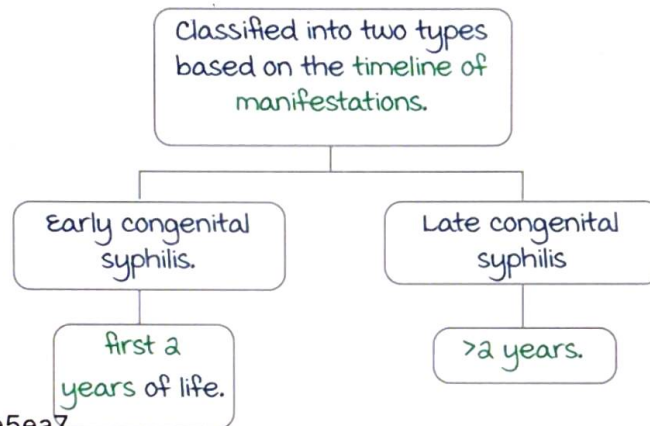 Classified into two types
based on the timeline of
manifestations.
Early congenital
syphilis.
Late congenital
syphilis
first 2
years of life.
>2 years.